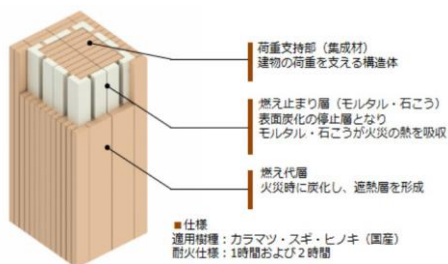 荷重支持部（集成材）
建物の荷重を支える構造体
燃え止まり層（モルタル・石こう）
表面炭化の停止層となり
モルタル・石こうが火災の熱を吸収
燃え代層
火災時に炭化し、遮熱層を形成
■仕様
適用樹種：カラマツ・スギ・ヒノキ（国産）
耐火仕様：1時間および2時間